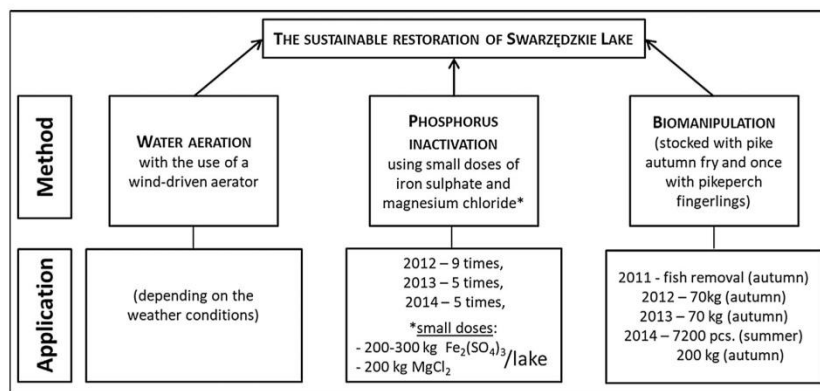 THE SUSTAINABLE RESTORATION OF SWARZĘDZKIE LAKE
Method
WATER AERATION
with the use of a
wind-driven aerator
PHOSPHORUS
INACTIVATION
using small doses of
iron sulphate and
magnesium chloride*
BIOMANIPULATION
(stocked with pike
autumn fry and once
with pikeperch
fingerlings)
Application
(depending on the
weather conditions)
2012 – 9 times,
2013 – 5 times,
2014 – 5 times,
*small doses:
- 200-300 kg Fe₂(SO₄)₃
- 200 kg MgCl₂
/lake
2011 - fish removal (autumn)
2012 – 70kg (autumn)
2013 – 70 kg (autumn)
2014 – 7200 pcs. (summer)
200 kg (autumn)